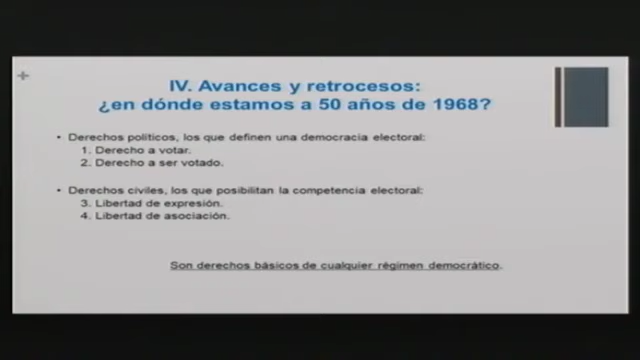 IV. Avances y retrocesos:
¿en dónde estamos a 50 años de 1968?
• Derechos políticos, los que definen una democracia electoral:
1. Derecho a votar.
2. Derecho a ser votado.
• Derechos civiles, los que posibilitan la competencia electoral:
3. Libertad de expresión.
4. Libertad de asociación.
Son derechos básicos de cualquier régimen democrático.